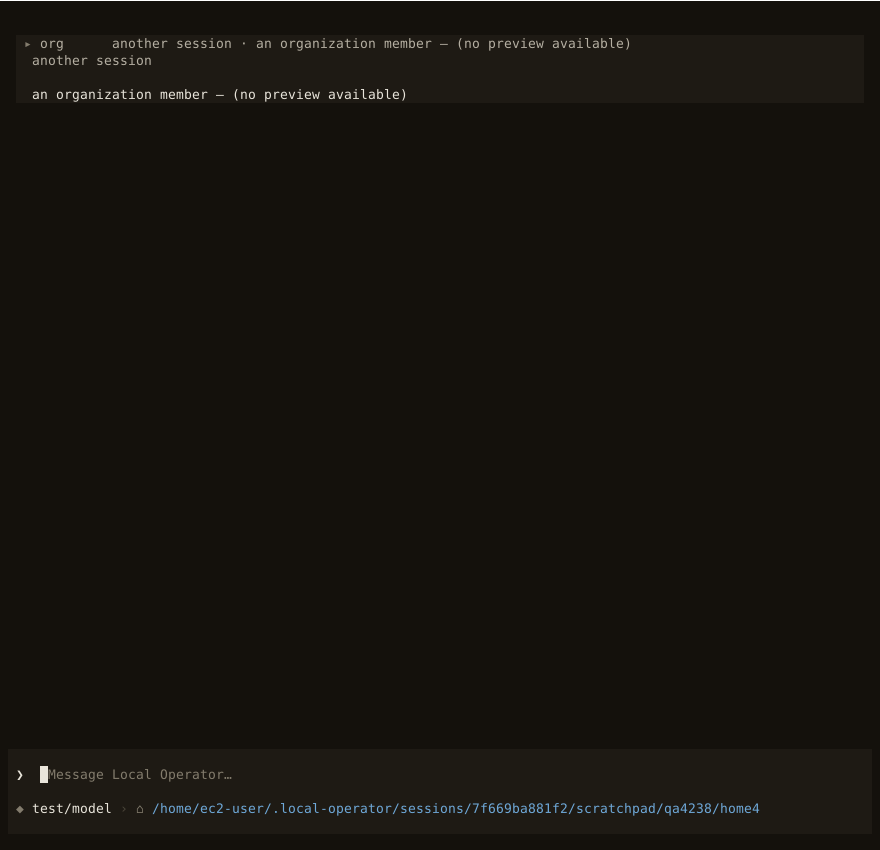 ▸ org      another session · an organization member — (no preview available)
another session
an organization member — (no preview available)
❯ Message Local Operator…
◆ test/model › ⌂ /home/ec2-user/.local-operator/sessions/7f669ba881f2/scratchpad/qa4238/home4